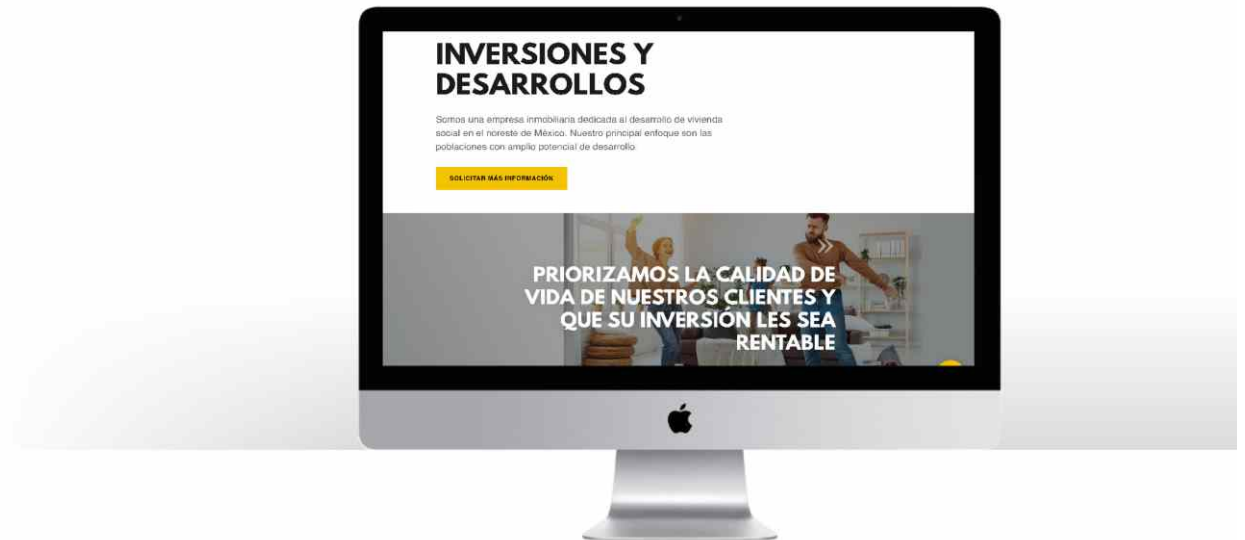 INVERSIONES Y
DESARROLLOS
Somos una empresa inmobiliaria dedicada al desarrollo de vivienda
social en el noreste de México. Nuestro principal enfoque son las
poblaciones con amplio potencial de desarrollo
SOLICITAR MÁS INFORMACIÓN
PRIORIZAMOS LA CALIDAD DE
VIDA DE NUESTROS CLIENTES Y
QUE SU INVERSIÓN LES SEA
RENTABLE